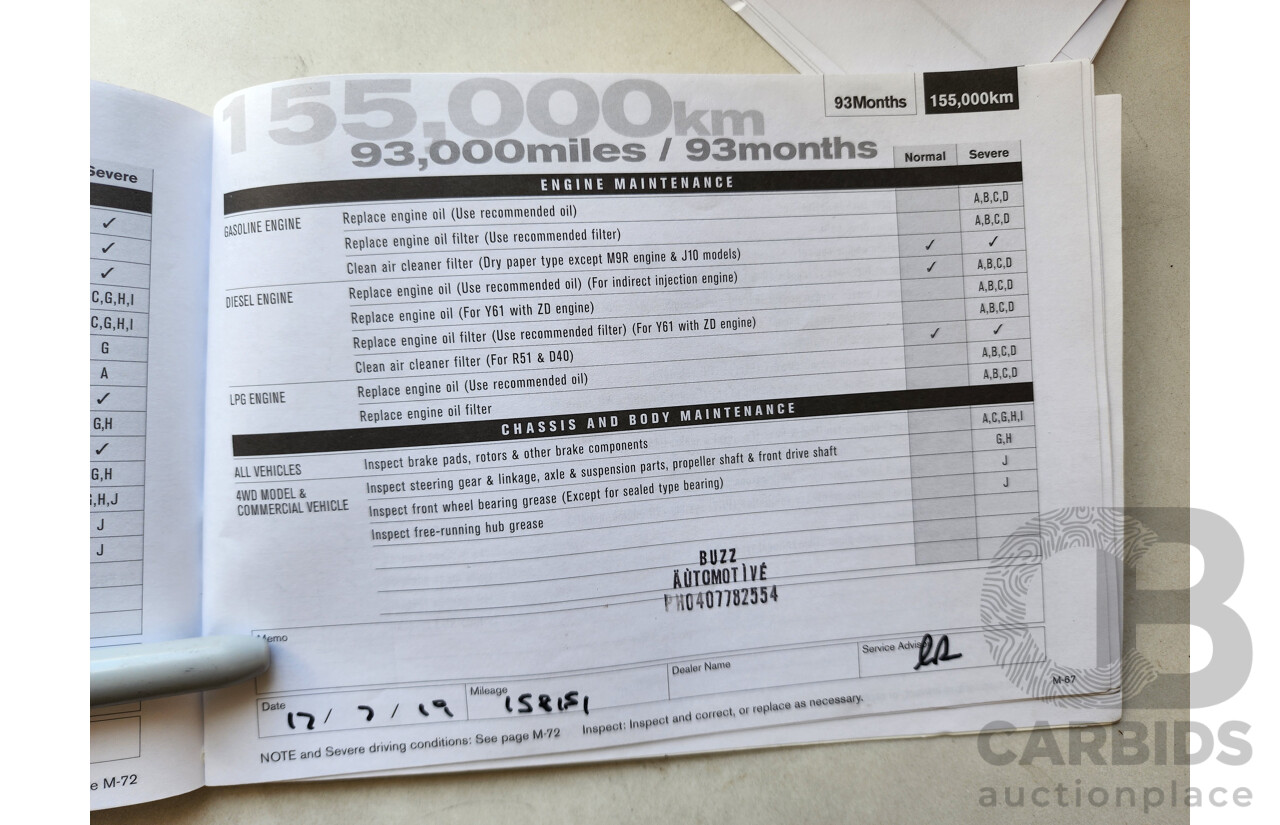 155,000km
93,000miles / 93months
93Months
155,000km
Normal Severe
ENGINE MAINTENANCE
GASOLINE ENGINE Replace engine oil (Use recommended oil) A,B,C,D
Replace engine oil filter (Use recommended filter) A,B,C,D
Clean air cleaner filter (Dry paper type except M9R engine & J10 models) ✓ ✓
DIESEL ENGINE Replace engine oil (Use recommended oil) (For indirect injection engine) ✓ A,B,C,D
Replace engine oil (For Y61 with ZD engine) A,B,C,D
Replace engine oil filter (Use recommended filter) (For Y61 with ZD engine) A,B,C,D
Clean air cleaner filter (For R51 & D40) ✓ ✓
LPG ENGINE Replace engine oil (Use recommended oil) A,B,C,D
Replace engine oil filter A,B,C,D
CHASSIS AND BODY MAINTENANCE
ALL VEHICLES Inspect brake pads, rotors & other brake components A,C,G,H,I
4WD MODEL & COMMERCIAL VEHICLE Inspect steering gear & linkage, axle & suspension parts, propeller shaft & front drive shaft G,H
Inspect front wheel bearing grease (Except for sealed type bearing) J
Inspect free-running hub grease J
BUZZ
AUTOMOTIVE
PH0407782554
Memo
Date 17/7/19 Mileage 158151 Dealer Name Service
NOTE and Severe driving conditions: See page M-72 Inspect: Inspect and correct, or replace as necessary.
M-67
Severe
✓
✓
✓
C,G,H,I
C,G,H,I
G
A
✓
G,H
✓
G,H
,H,J
J
J
M-72
CB
CARBIDS
auctionplace